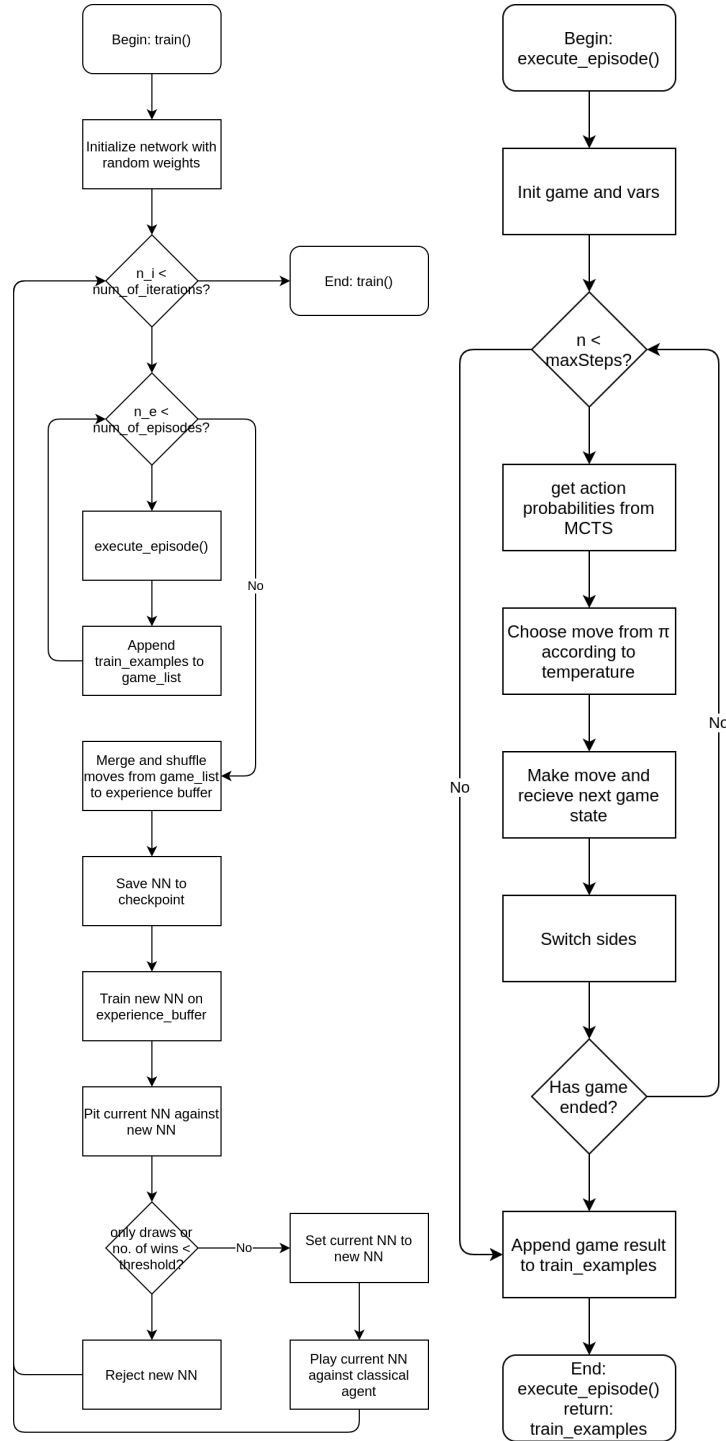 Begin: train()
Initialize network with
random weights
n_i <
num_of_iterations?
End: train()
n_e <
num_of_episodes?
execute_episode()
No
Append
train_examples to
game_list
Merge and shuffle
moves from game_list
to experience buffer
Save NN to
checkpoint
Train new NN on
experience_buffer
Pit current NN against
new NN
only draws or
no. of wins <
threshold?
No
Set current NN to
new NN
Reject new NN
Play current NN
against classical
agent
Begin:
execute_episode()
Init game and vars
n <
maxSteps?
get action
probabilities from
MCTS
Choose move from π
according to
temperature
No
Make move and
recieve next game
state
No
Switch sides
Has game
ended?
Append game result
to train_examples
End:
execute_episode()
return:
train_examples